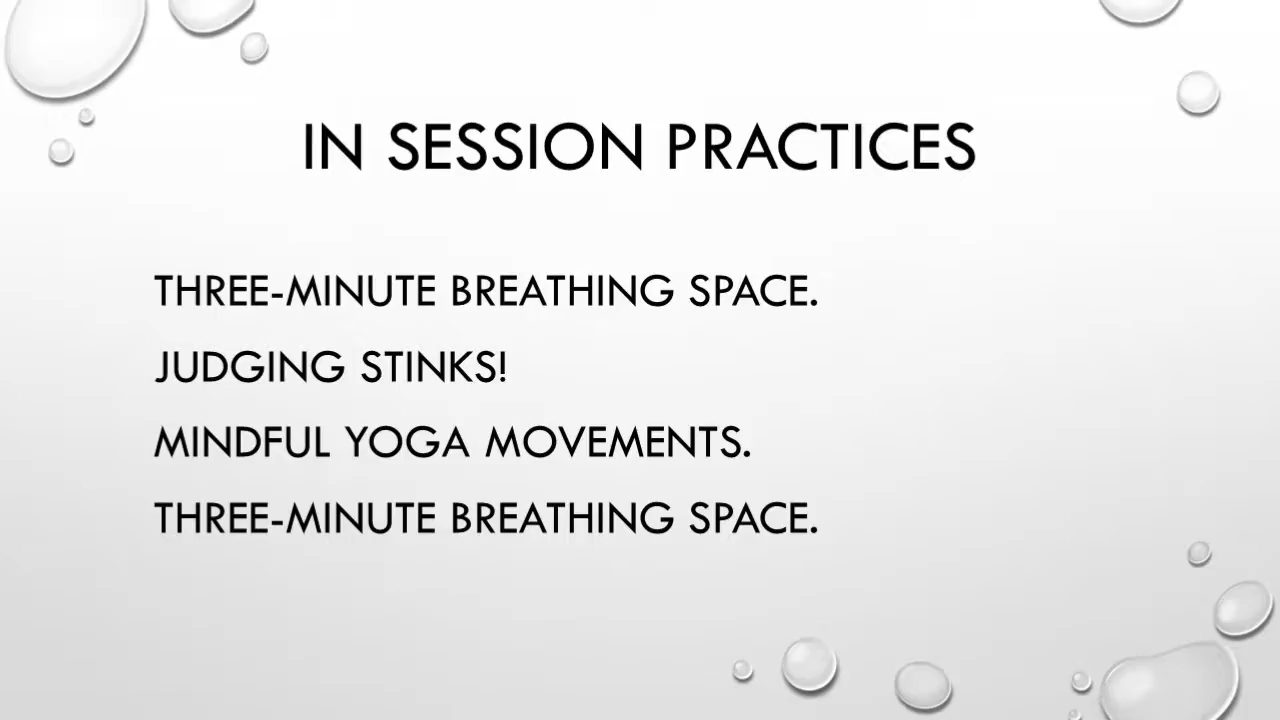 IN SESSION PRACTICES
THREE-MINUTE BREATHING SPACE.
JUDGING STINKS!
MINDFUL YOGA MOVEMENTS.
THREE-MINUTE BREATHING SPACE.